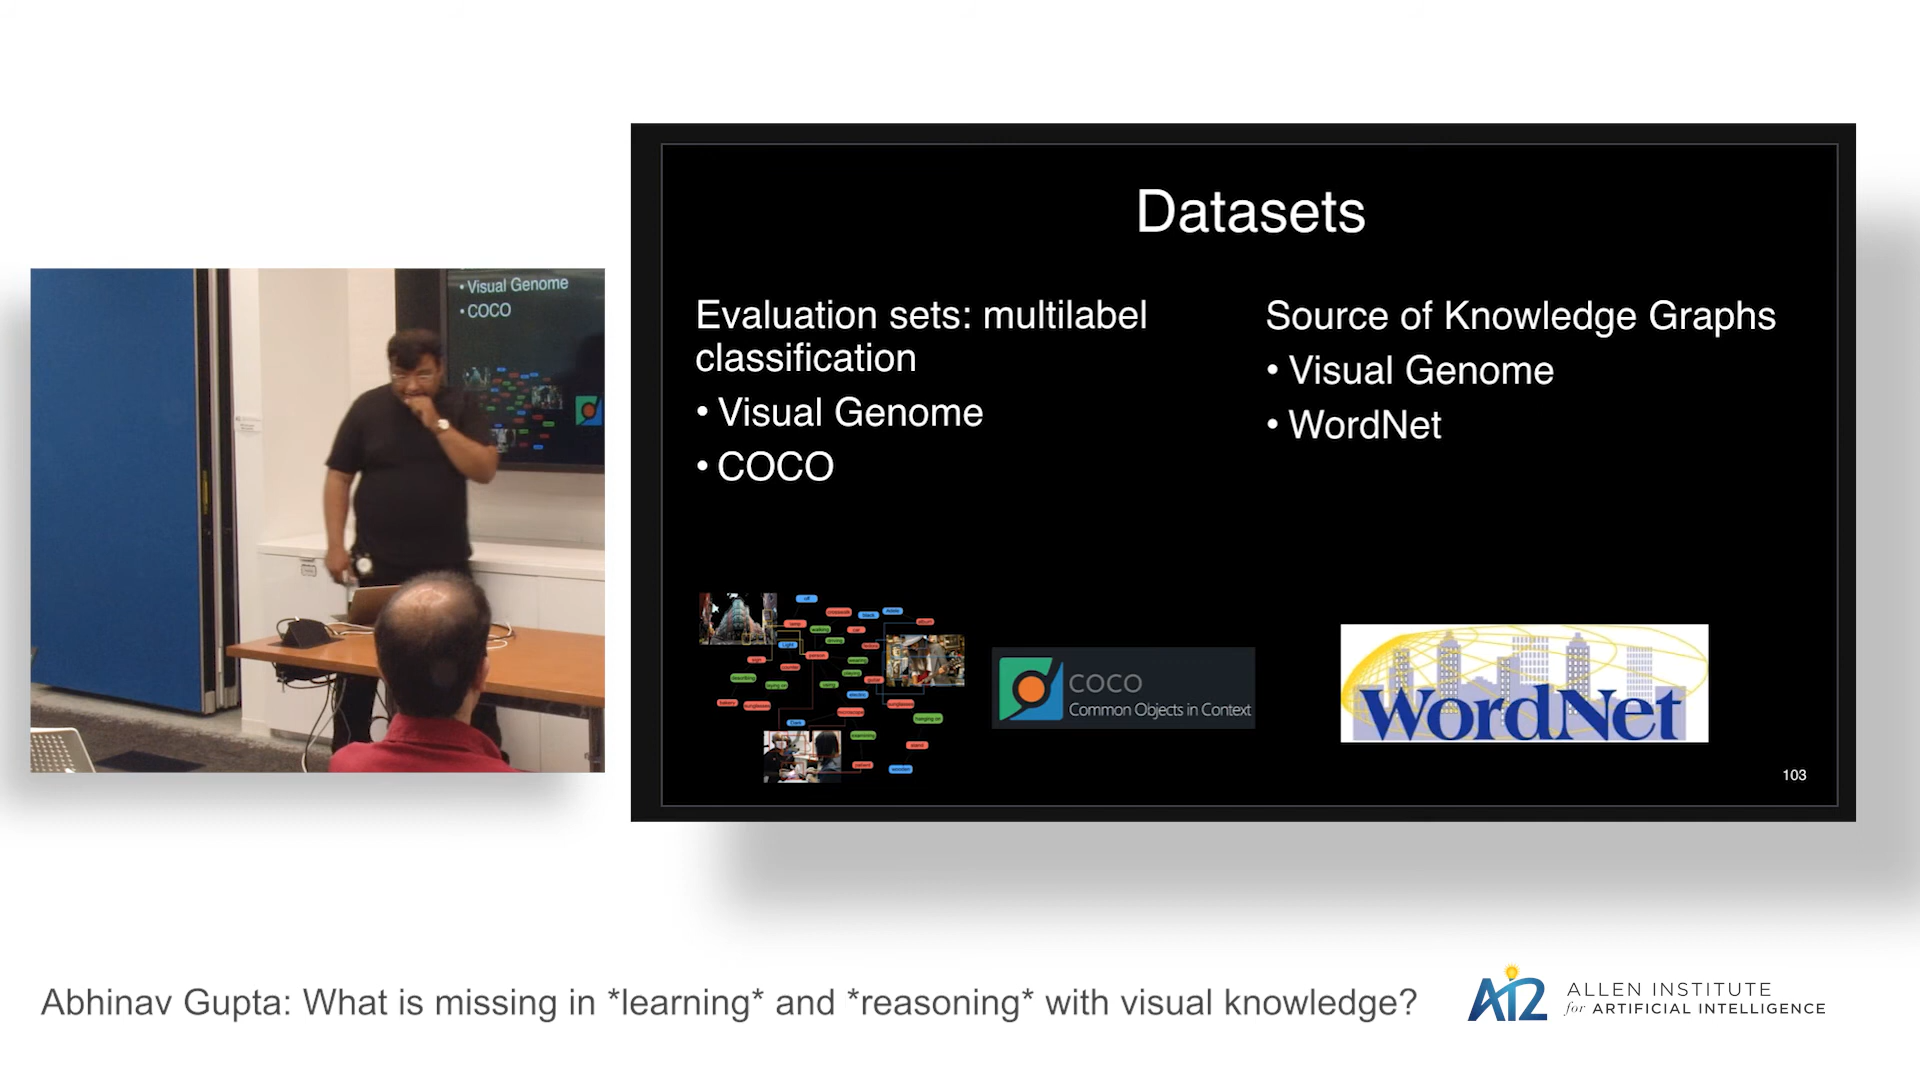 • Visual Genome
• COCO
Datasets
Evaluation sets: multilabel
classification
• Visual Genome
• COCO
Source of Knowledge Graphs
• Visual Genome
• WordNet
COCO
Common Objects in Context
WordNet
103
Abhinav Gupta: What is missing in *learning* and *reasoning* with visual knowledge?
AI2
ALLEN INSTITUTE
for ARTIFICIAL INTELLIGENCE